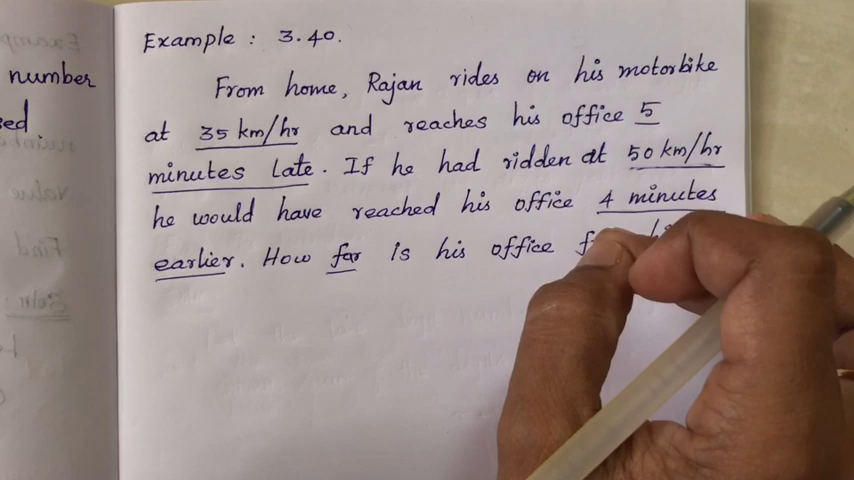 Example : 3.40.
number
From home, Rajan rides on his motorbike
at 35 km/hr and reaches his office 5
minutes late. If he had ridden at 50 km/hr
he would have reached his office 4 minutes
earlier. How far is his office